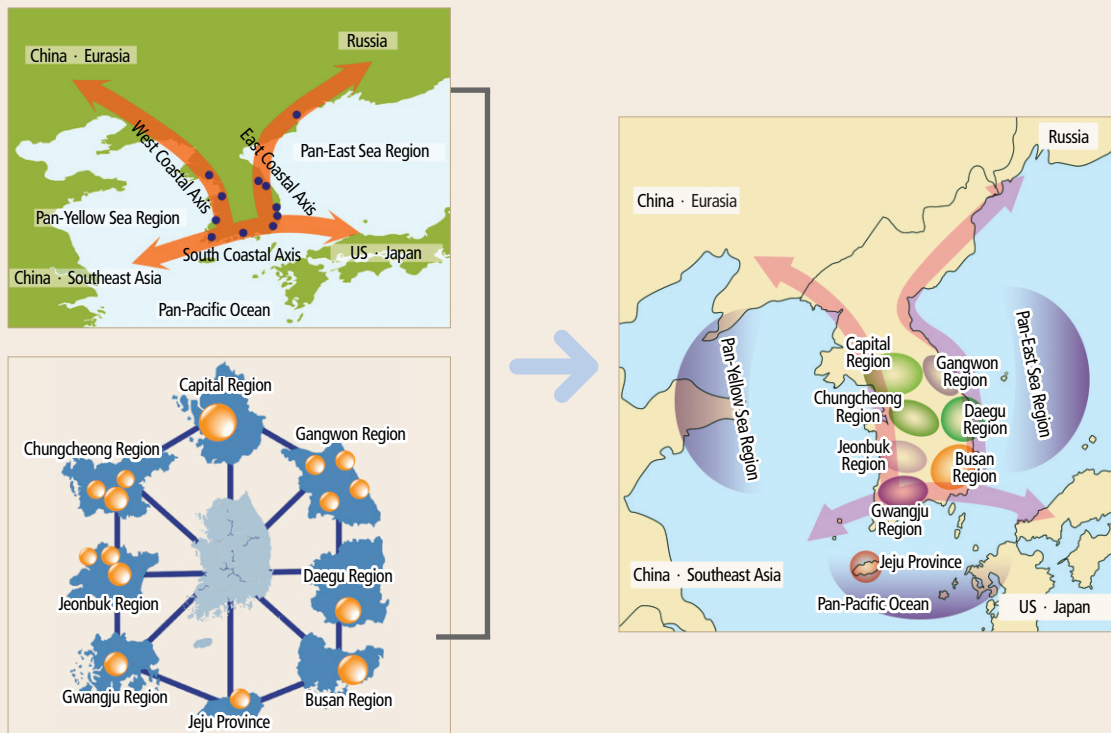 China · Eurasia
Russia
West Coastal Axis
East Coastal Axis
Pan-East Sea Region
Pan-Yellow Sea Region
South Coastal Axis
US · Japan
China · Southeast Asia
Pan-Pacific Ocean
Capital Region
Chungcheong Region
Gangwon Region
Jeonbuk Region
Daegu Region
Gwangju Region
Busan Region
Jeju Province
Russia
China · Eurasia
Pan-Yellow Sea Region
Pan-East Sea Region
Capital
Region
Gangwon
Region
Chungcheong
Region
Daegu
Region
Jeonbuk
Region
Busan
Region
Gwangju
Region
Jeju Province
China · Southeast Asia
Pan-Pacific Ocean
US · Japan